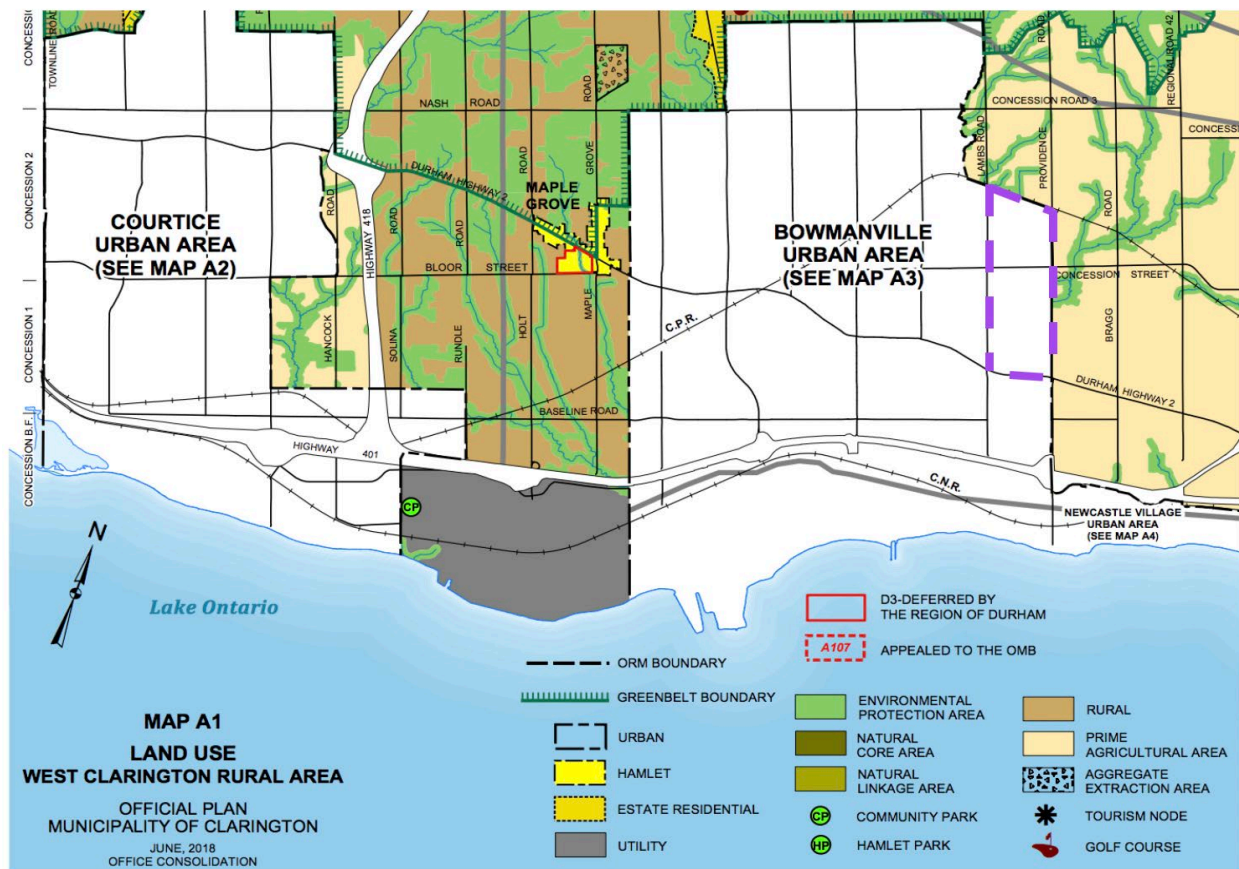 CONCESSION
TOWNLINE ROAD
NASH ROAD
ROAD
ROAD
REGIONAL ROAD 42
CONCESSION ROAD 3
CONCESSION
LAMBS ROAD
PROVIDENCE
CONCESSION 2
DURHAM HIGHWAY 2
ROAD
GROVE
MAPLE
GROVE
COURTICE
URBAN AREA
(SEE MAP A2)
ROAD
HIGHWAY 418
ROAD
ROAD
BLOOR STREET
BOWMANVILLE
URBAN AREA
(SEE MAP A3)
ROAD
CONCESSION STREET
CONCESSION 1
HANCOCK
SOLINA
RUNDLE
HOLT
MAPLE
C.P.R.
BRAGG
DURHAM HIGHWAY 2
BASELINE ROAD
CONCESSION B.F.
HIGHWAY 401
C.N.R.
CP
NEWCASTLE VILLAGE
URBAN AREA
(SEE MAP A4)
N
Lake Ontario
D3-DEFERRED BY
THE REGION OF DURHAM
A107 APPEALED TO THE OMB
ORM BOUNDARY
GREENBELT BOUNDARY
URBAN
HAMLET
ESTATE RESIDENTIAL
UTILITY
ENVIRONMENTAL
PROTECTION AREA
NATURAL
CORE AREA
NATURAL
LINKAGE AREA
CP COMMUNITY PARK
HP HAMLET PARK
RURAL
PRIME
AGRICULTURAL AREA
AGGREGATE
EXTRACTION AREA
TOURISM NODE
GOLF COURSE
MAP A1
LAND USE
WEST CLARINGTON RURAL AREA
OFFICIAL PLAN
MUNICIPALITY OF CLARINGTON
JUNE, 2018
OFFICE CONSOLIDATION